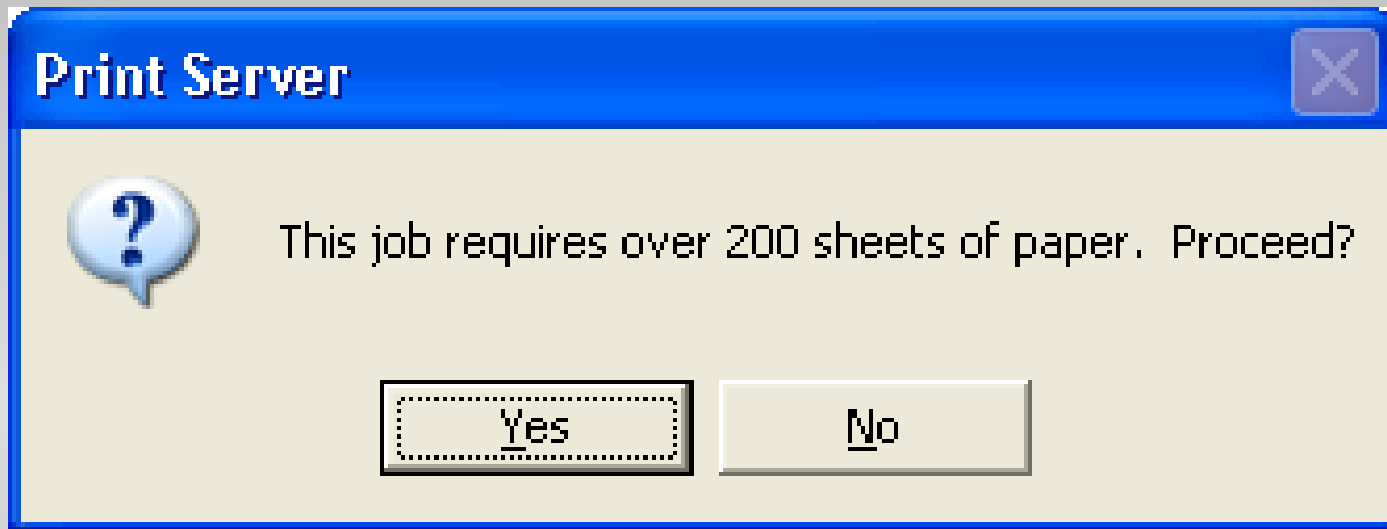 Print Server
This job requires over 200 sheets of paper.  Proceed?
Yes
No